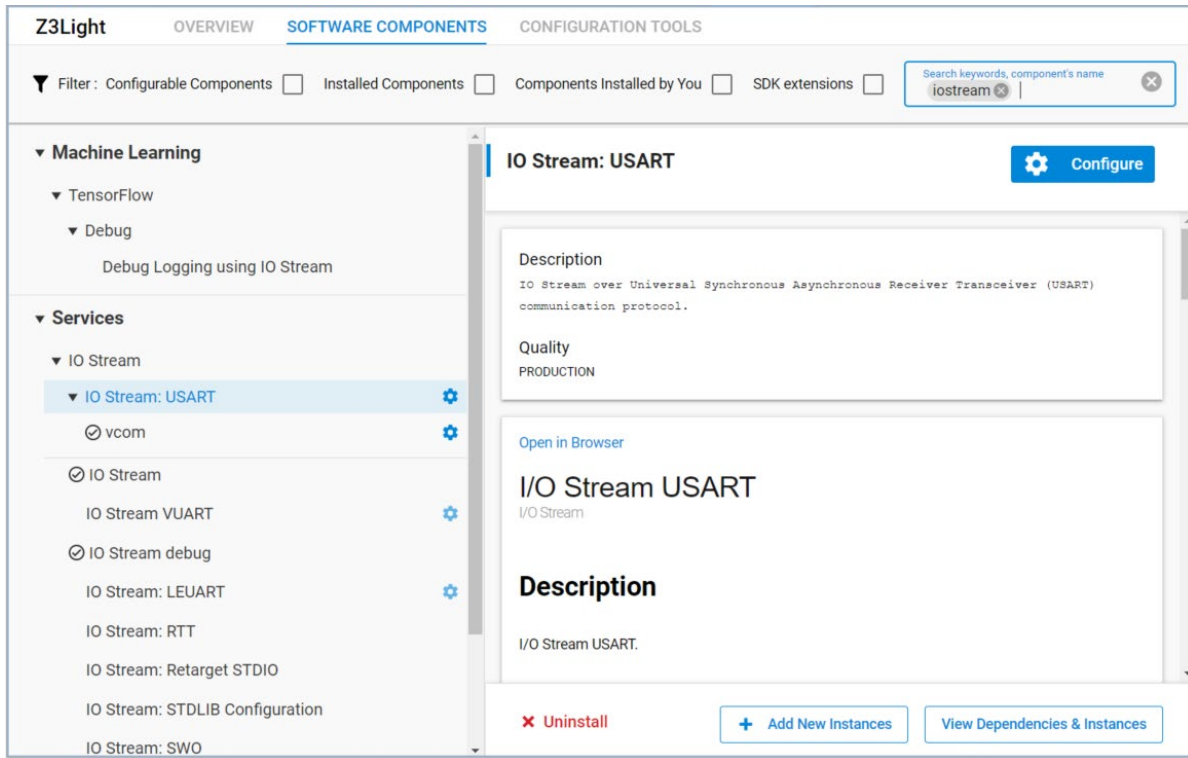 Z3Light OVERVIEW SOFTWARE COMPONENTS CONFIGURATION TOOLS
Filter : Configurable Components Installed Components Components Installed by You SDK extensions
Search keywords, component's name
iostream
Machine Learning
TensorFlow
Debug
Debug Logging using IO Stream
Services
IO Stream
IO Stream: USART
vcom
IO Stream
IO Stream VUART
IO Stream debug
IO Stream: LEUART
IO Stream: RTT
IO Stream: Retarget STDIO
IO Stream: STDLIB Configuration
IO Stream: SWO
IO Stream: USART
Configure
Description
IO Stream over Universal Synchronous Asynchronous Receiver Transceiver (USART)
communication protocol.
Quality
PRODUCTION
Open in Browser
I/O Stream USART
I/O Stream
Description
I/O Stream USART.
Uninstall
Add New Instances
View Dependencies & Instances